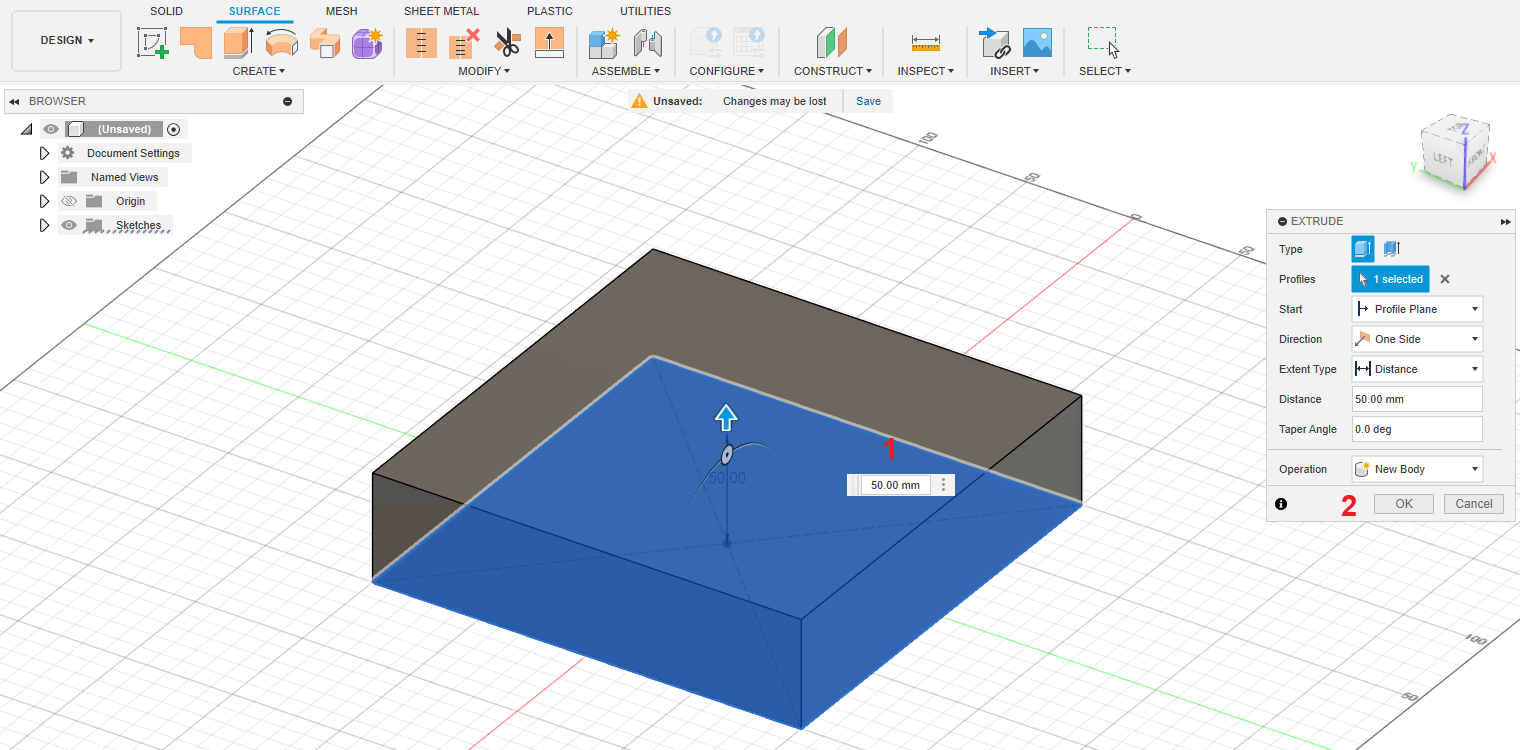 SOLID SURFACE MESH SHEET METAL PLASTIC UTILITIES
DESIGN
CREATE MODIFY ASSEMBLE CONFIGURE CONSTRUCT INSPECT INSERT SELECT
BROWSER
Unsaved: Changes may be lost Save
(Unsaved)
Document Settings
Named Views
Origin
Sketches
100
50
0
50
TOP
Z
LEFT
FRONT
X
Y
EXTRUDE
Type
Profiles 1 selected
Start Profile Plane
Direction One Side
Extent Type Distance
Distance 50.00 mm
Taper Angle 0.0 deg
Operation New Body
2 OK Cancel
1
50.00
50.00 mm
100
50